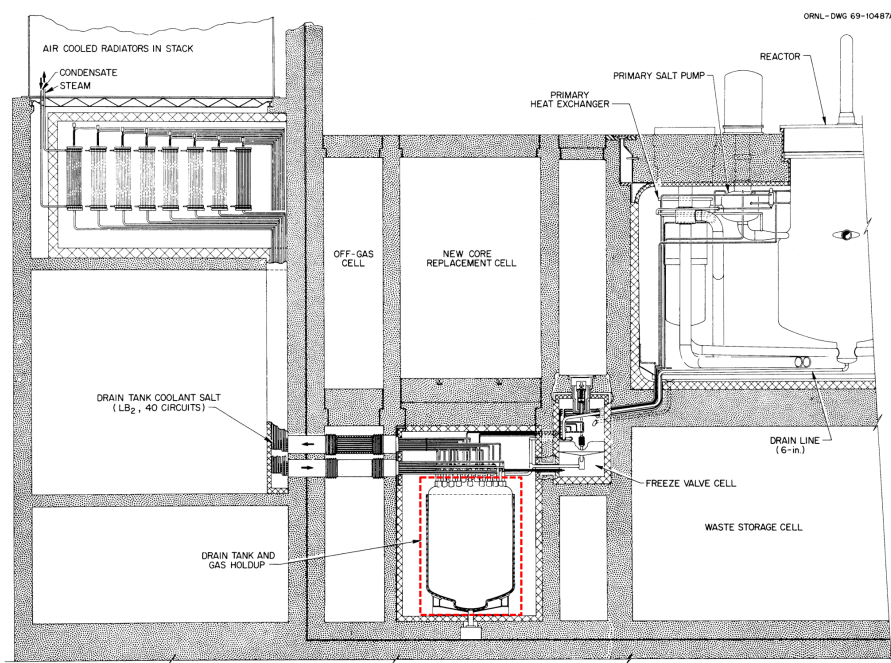 ORNL-DWG 69-10487A
AIR COOLED RADIATORS IN STACK
CONDENSATE
STEAM
REACTOR
PRIMARY SALT PUMP
PRIMARY
HEAT EXCHANGER
OFF-GAS
CELL
NEW CORE
REPLACEMENT CELL
DRAIN TANK COOLANT SALT
(LB2, 40 CIRCUITS)
DRAIN LINE
(6-in.)
FREEZE VALVE CELL
WASTE STORAGE CELL
DRAIN TANK AND
GAS HOLDUP